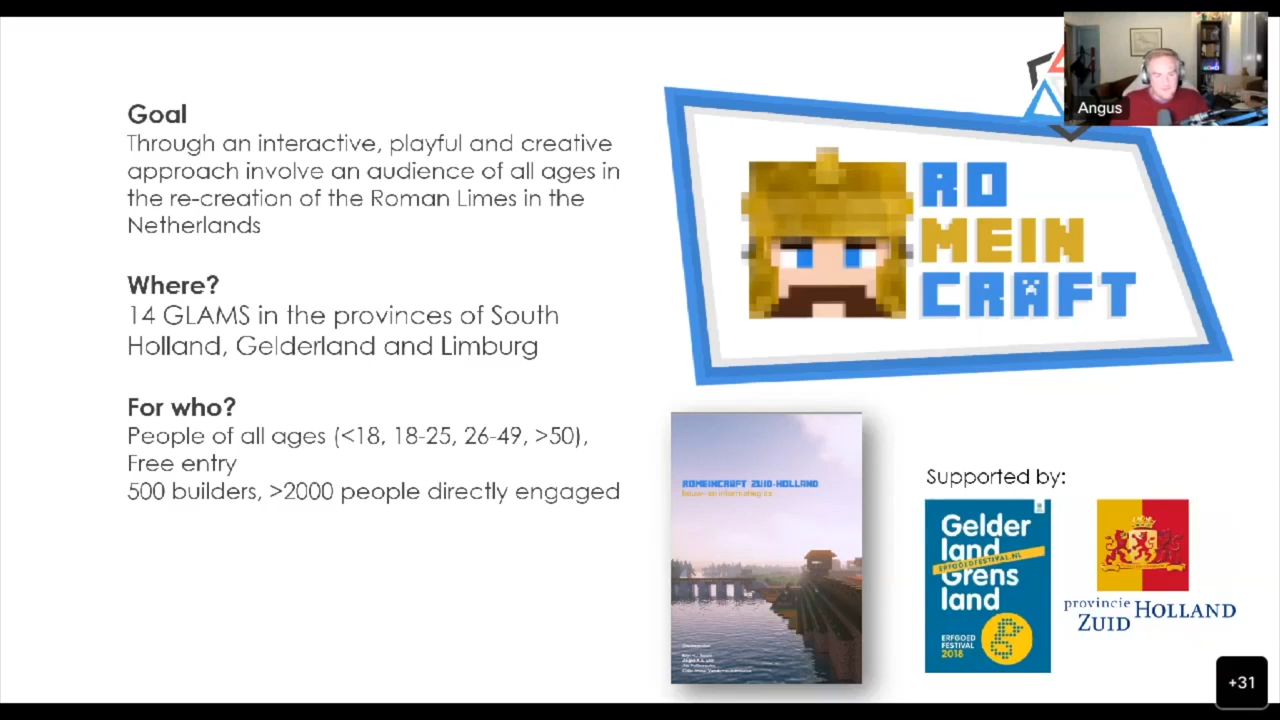 Goal
Through an interactive, playful and creative
approach involve an audience of all ages in
the re-creation of the Roman Limes in the
Netherlands
Where?
14 GLAMS in the provinces of South
Holland, Gelderland and Limburg
For who?
People of all ages (<18, 18-25, 26-49, >50),
Free entry
500 builders, >2000 people directly engaged
Angus
RO
MEIN
CRAFT
ROMEINCRAFT ZUID-HOLLAND
Supported by:
Gelder
land
ERFGOEDFESTIVAL.NL
Grens
land
ERFGOED
FESTIVAL
2018
provincie HOLLAND
ZUID
+31